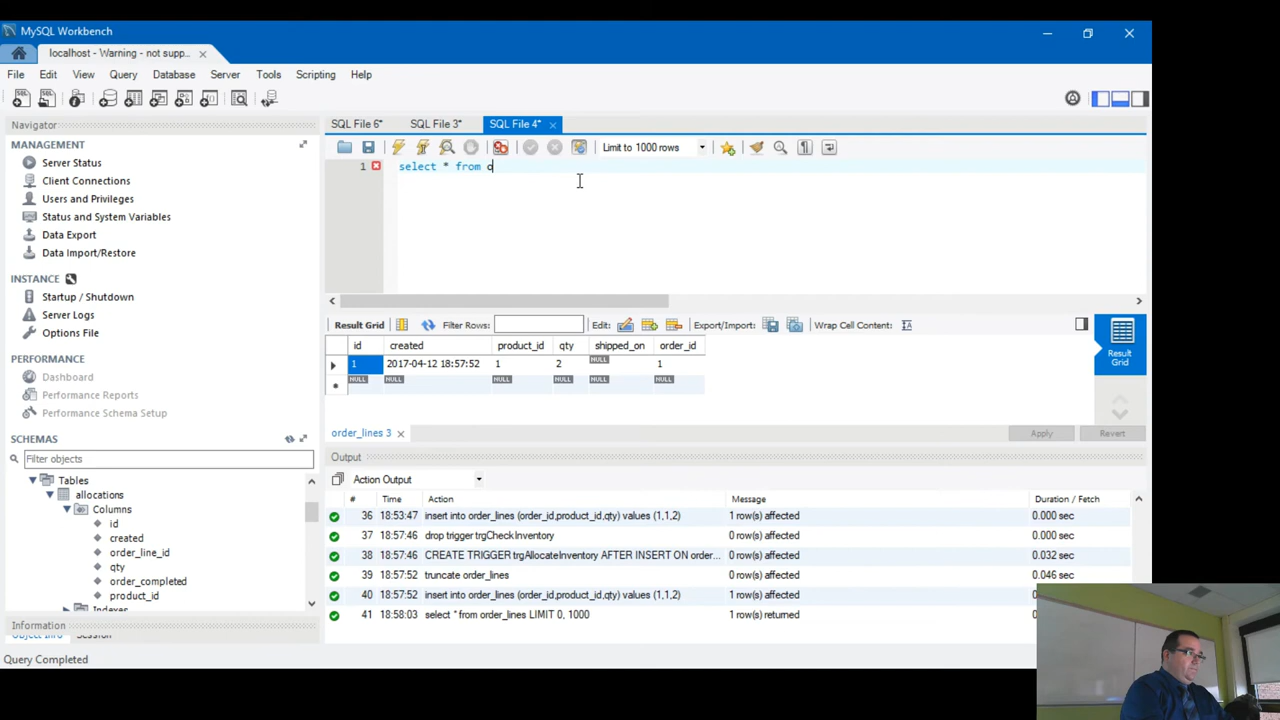 MySQL Workbench
localhost - Warning - not supp...
File Edit View Query Database Server Tools Scripting Help
Navigator
MANAGEMENT
Server Status
Client Connections
Users and Privileges
Status and System Variables
Data Export
Data Import/Restore
INSTANCE
Startup / Shutdown
Server Logs
Options File
PERFORMANCE
Dashboard
Performance Reports
Performance Schema Setup
SCHEMAS
Filter objects
Tables
allocations
Columns
id
created
order_line_id
qty
order_completed
product_id
Indexes
Information
Object Info Session
Query Completed
SQL File 6* SQL File 3* SQL File 4*
Limit to 1000 rows
1 select * from o
Result Grid Filter Rows: Edit: Export/Import: Wrap Cell Content:
id created product_id qty shipped_on order_id
1 2017-04-12 18:57:52 1 2 NULL 1
NULL NULL NULL NULL NULL NULL
Result Grid
order_lines 3
Apply Revert
Output
Action Output
# Time Action Message Duration / Fetch
36 18:53:47 insert into order_lines (order_id,product_id,qty) values (1,1,2) 1 row(s) affected 0.000 sec
37 18:57:46 drop trigger trgCheckInventory 0 row(s) affected 0.000 sec
38 18:57:46 CREATE TRIGGER trgAllocateInventory AFTER INSERT ON order... 0 row(s) affected 0.032 sec
39 18:57:52 truncate order_lines 0 row(s) affected 0.046 sec
40 18:57:52 insert into order_lines (order_id,product_id,qty) values (1,1,2) 1 row(s) affected
41 18:58:03 select * from order_lines LIMIT 0, 1000 1 row(s) returned